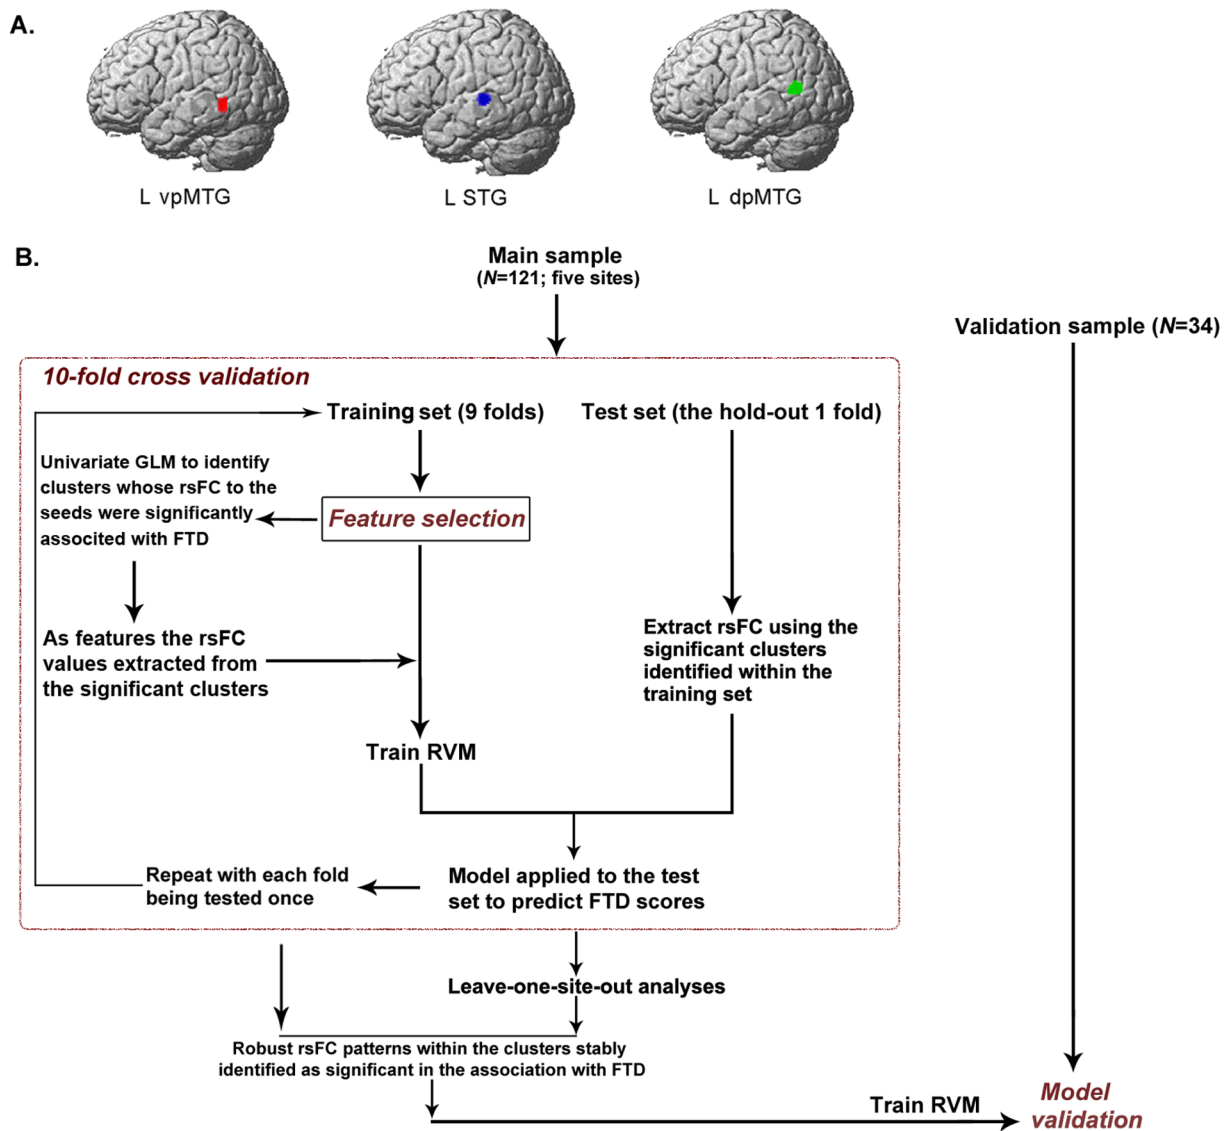 A.
L vpMTG
L STG
L dpMTG
B.
Main sample
(N=121; five sites)
Validation sample (N=34)
10-fold cross validation
Training set (9 folds)
Test set (the hold-out 1 fold)
Univariate GLM to identify
clusters whose rsFC to the
seeds were significantly
associted with FTD
Feature selection
As features the rsFC
values extracted from
the significant clusters
Extract rsFC using the
significant clusters
identified within the
training set
Train RVM
Repeat with each fold
being tested once
Model applied to the test
set to predict FTD scores
Leave-one-site-out analyses
Robust rsFC patterns within the clusters stably
identified as significant in the association with FTD
Train RVM
Model
validation